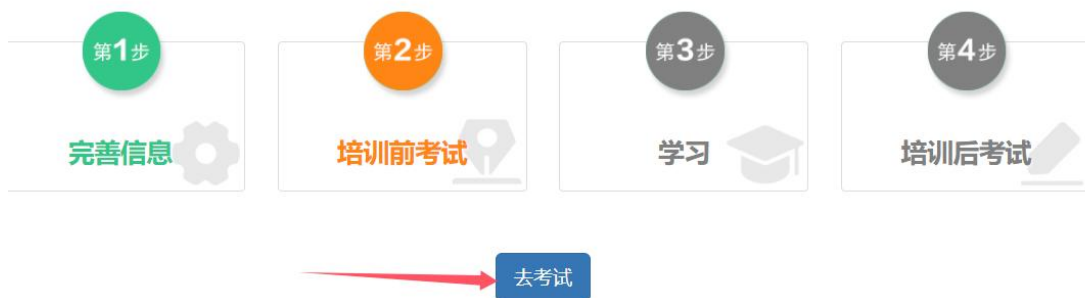 第1步
第2步
第3步
第4步
完善信息
培训前考试
学习
培训后考试
去考试